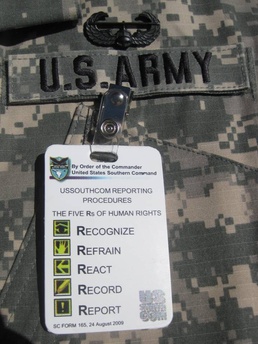 U.S. ARMY
By Order of the Commander
United States Southern Command
USSOUTHCOM REPORTING
PROCEDURES
THE FIVE Rs OF HUMAN RIGHTS
RECOGNIZE
REFRAIN
REACT
RECORD
REPORT
SC FORM 165, 24 August 2009